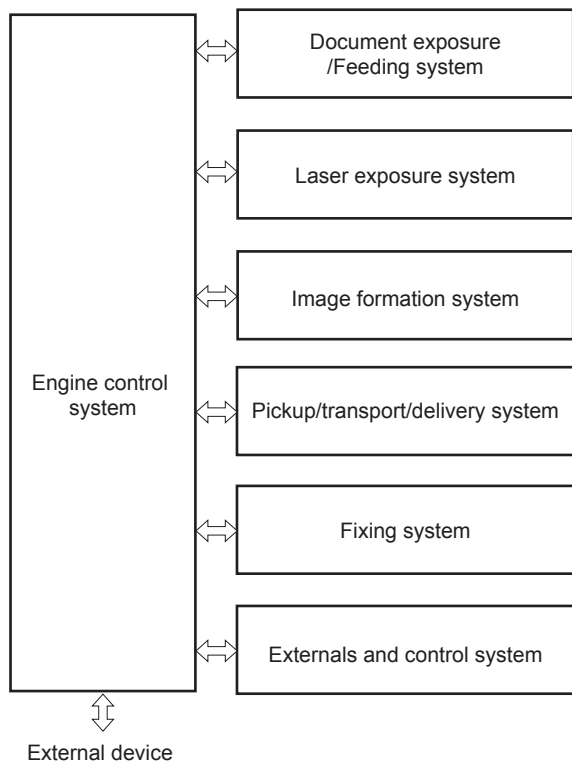 Document exposure
/Feeding system
Laser exposure system
Image formation system
Engine control
system
Pickup/transport/delivery system
Fixing system
Externals and control system
External device